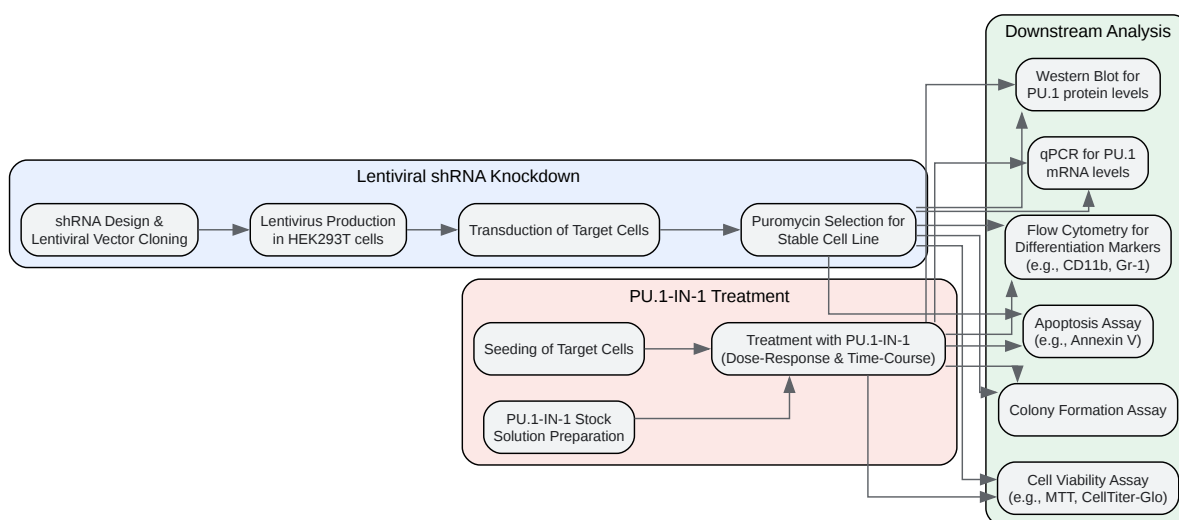 Lentiviral shRNA Knockdown
shRNA Design &
Lentiviral Vector Cloning
Lentivirus Production
in HEK293T cells
Transduction of Target Cells
Puromycin Selection for
Stable Cell Line
PU.1-IN-1 Treatment
Seeding of Target Cells
PU.1-IN-1 Stock
Solution Preparation
Treatment with PU.1-IN-1
(Dose-Response & Time-Course)
Downstream Analysis
Western Blot for
PU.1 protein levels
qPCR for PU.1
mRNA levels
Flow Cytometry for
Differentiation Markers
(e.g., CD11b, Gr-1)
Apoptosis Assay
(e.g., Annexin V)
Colony Formation Assay
Cell Viability Assay
(e.g., MTT, CellTiter-Glo)